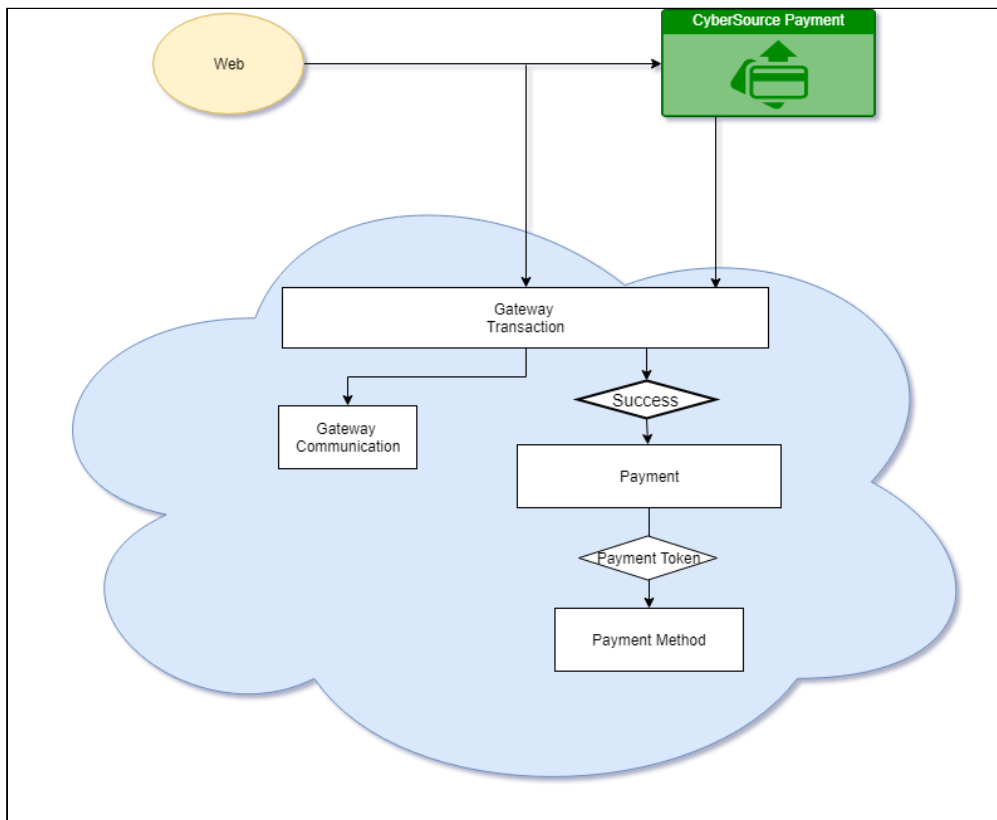 CyberSource Payment
Web
Gateway
Transaction
Success
Gateway
Communication
Payment
Payment Token
Payment Method